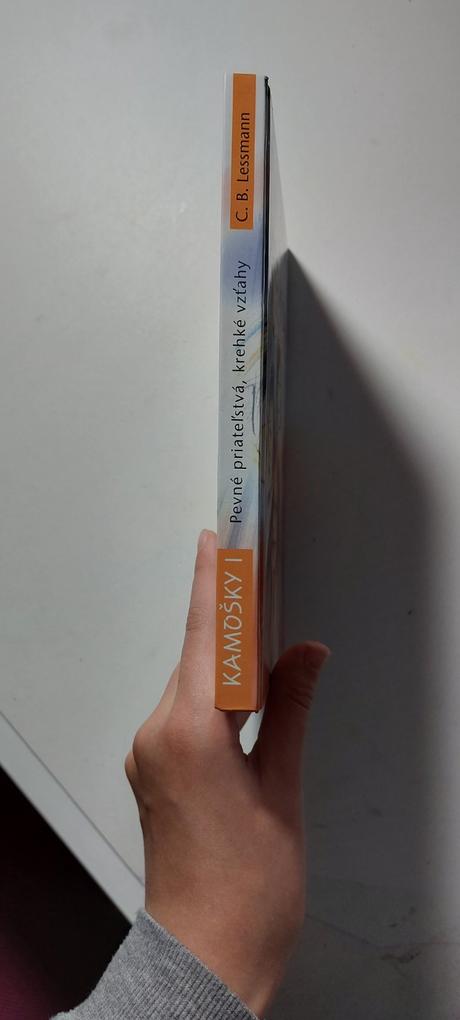 KAMOŠKY I
Pevné priateľstvá, krehké vzťahy
C. B. Lessmann